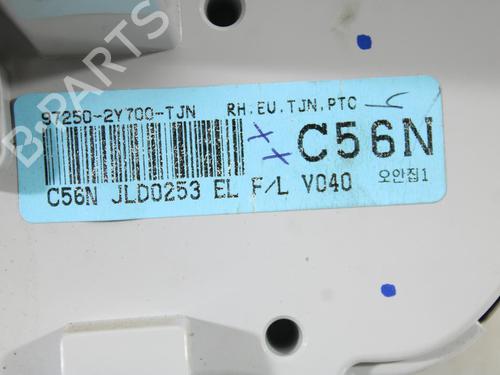 97250-2Y700-TJN RH.EU.TJN.PTC
C56N
C56N JLD0253 EL F/L V040
오안집1
B-PARTS